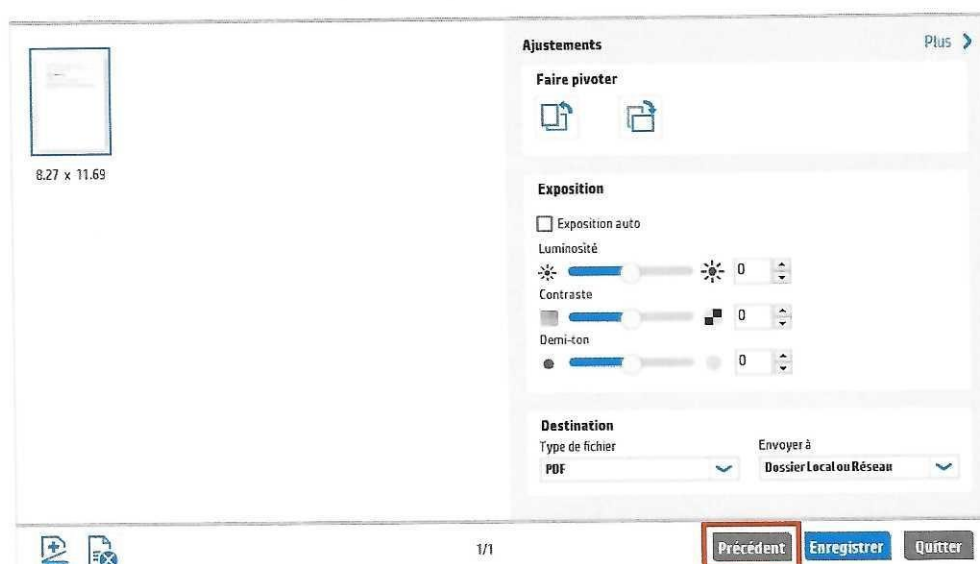 Ajustements
Plus
Faire pivoter
8.27 x 11.69
Exposition
Exposition auto
Luminosité
0
Contraste
0
Demi-ton
0
Destination
Type de fichier
Envoyer à
PDF
Dossier Local ou Réseau
1/1
Précédent
Enregistrer
Quitter